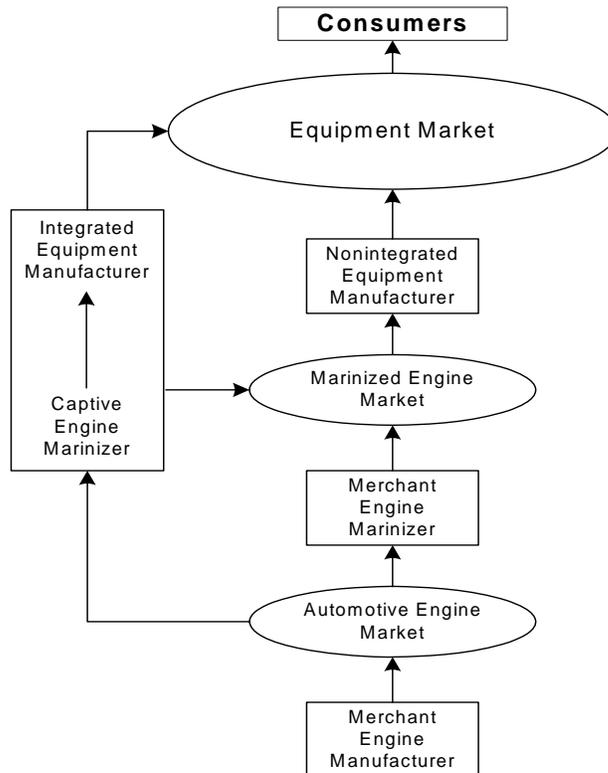 Consumers
Equipment Market
Integrated
Equipment
Manufacturer
Nonintegrated
Equipment
Manufacturer
Marinized Engine
Market
Captive
Engine
Marinizer
Merchant
Engine
Marinizer
Automotive Engine
Market
Merchant
Engine
Manufacturer